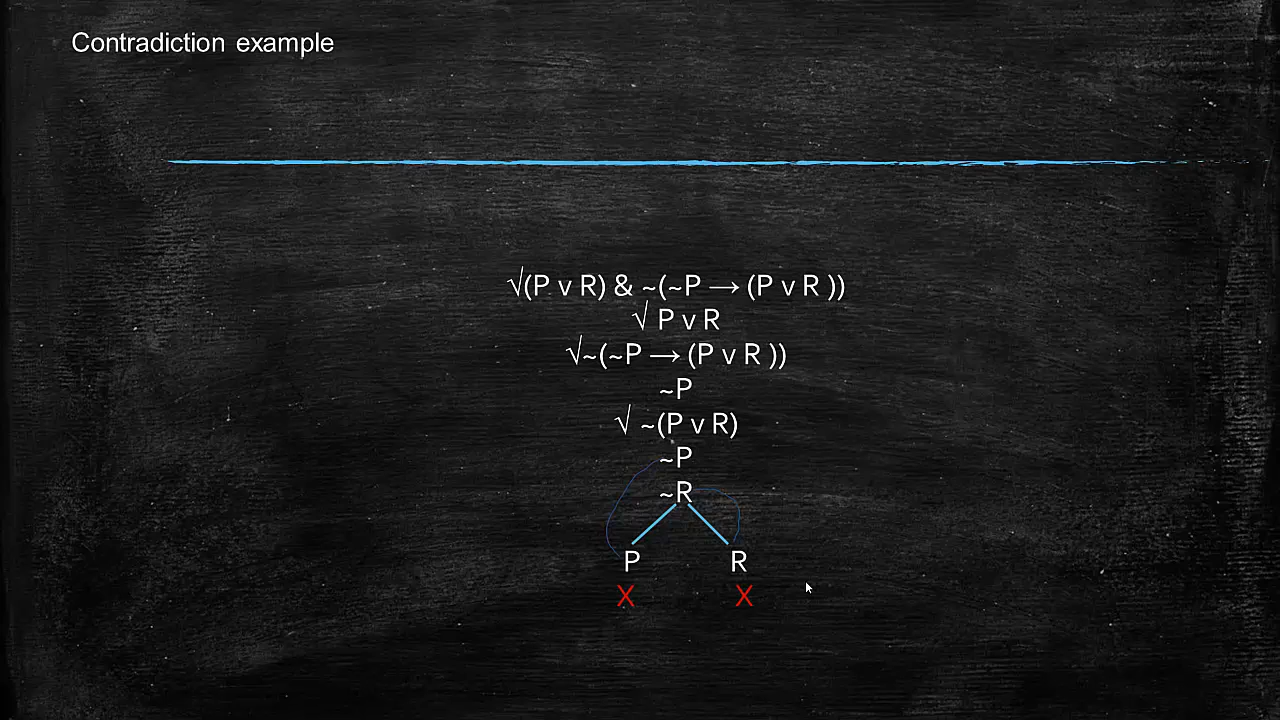 Contradiction example
√(P v R) & ~(~P → (P v R ))
√ P v R
√~(~P → (P v R ))
~P
√ ~(P v R)
~P
~R
P R
X X